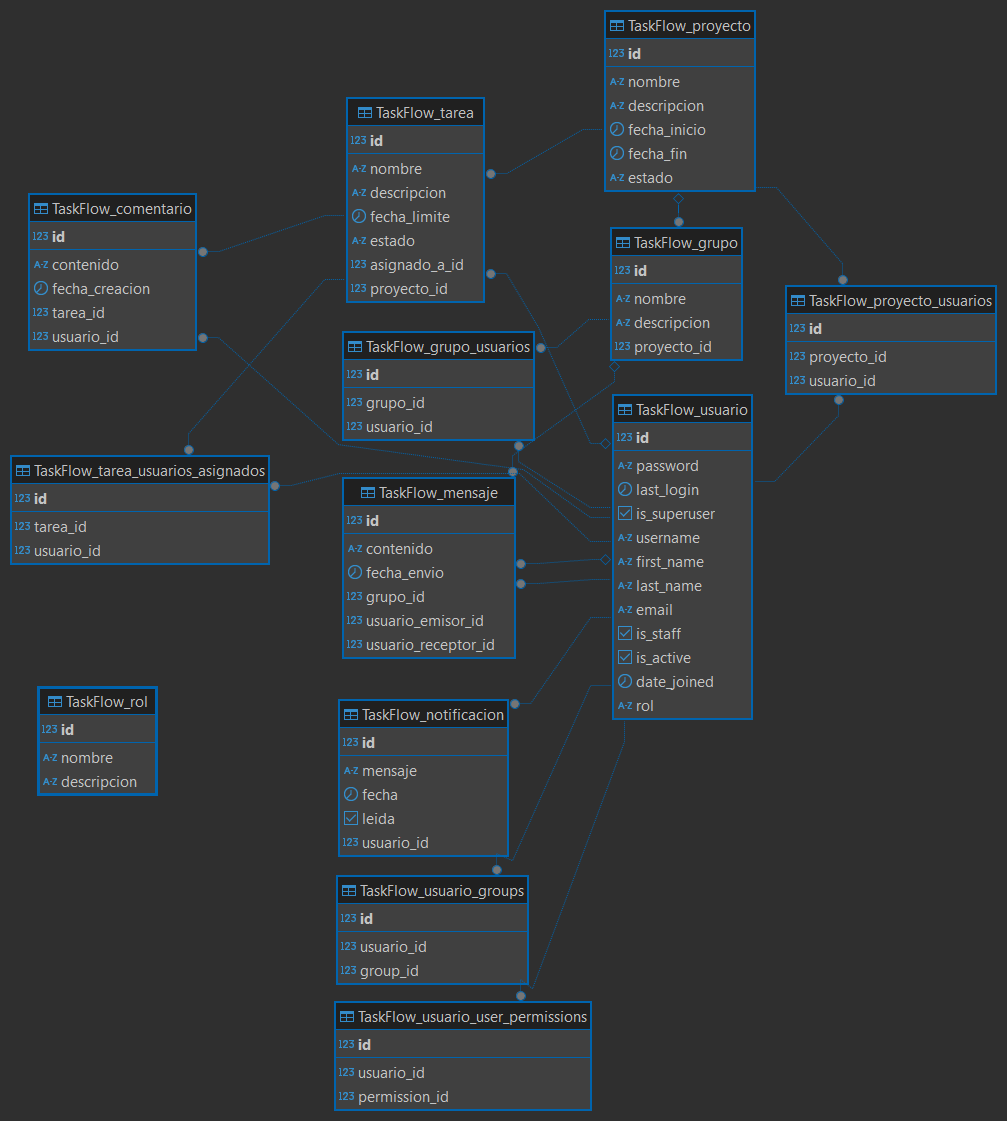 TaskFlow_proyecto
123 id
A-Z nombre
A-Z descripcion
fecha_inicio
fecha_fin
A-Z estado
TaskFlow_tarea
123 id
A-Z nombre
A-Z descripcion
fecha_limite
A-Z estado
123 asignado_a_id
123 proyecto_id
TaskFlow_comentario
123 id
A-Z contenido
fecha_creacion
123 tarea_id
123 usuario_id
TaskFlow_grupo
123 id
A-Z nombre
A-Z descripcion
123 proyecto_id
TaskFlow_proyecto_usuarios
123 id
123 proyecto_id
123 usuario_id
TaskFlow_grupo_usuarios
123 id
123 grupo_id
123 usuario_id
TaskFlow_usuario
123 id
A-Z password
last_login
is_superuser
A-Z username
A-Z first_name
A-Z last_name
A-Z email
is_staff
is_active
date_joined
A-Z rol
TaskFlow_tarea_usuarios_asignados
123 id
123 tarea_id
123 usuario_id
TaskFlow_mensaje
123 id
A-Z contenido
fecha_envio
123 grupo_id
123 usuario_emisor_id
123 usuario_receptor_id
TaskFlow_rol
123 id
A-Z nombre
A-Z descripcion
TaskFlow_notificacion
123 id
A-Z mensaje
fecha
leida
123 usuario_id
TaskFlow_usuario_groups
123 id
123 usuario_id
123 group_id
TaskFlow_usuario_user_permissions
123 id
123 usuario_id
123 permission_id